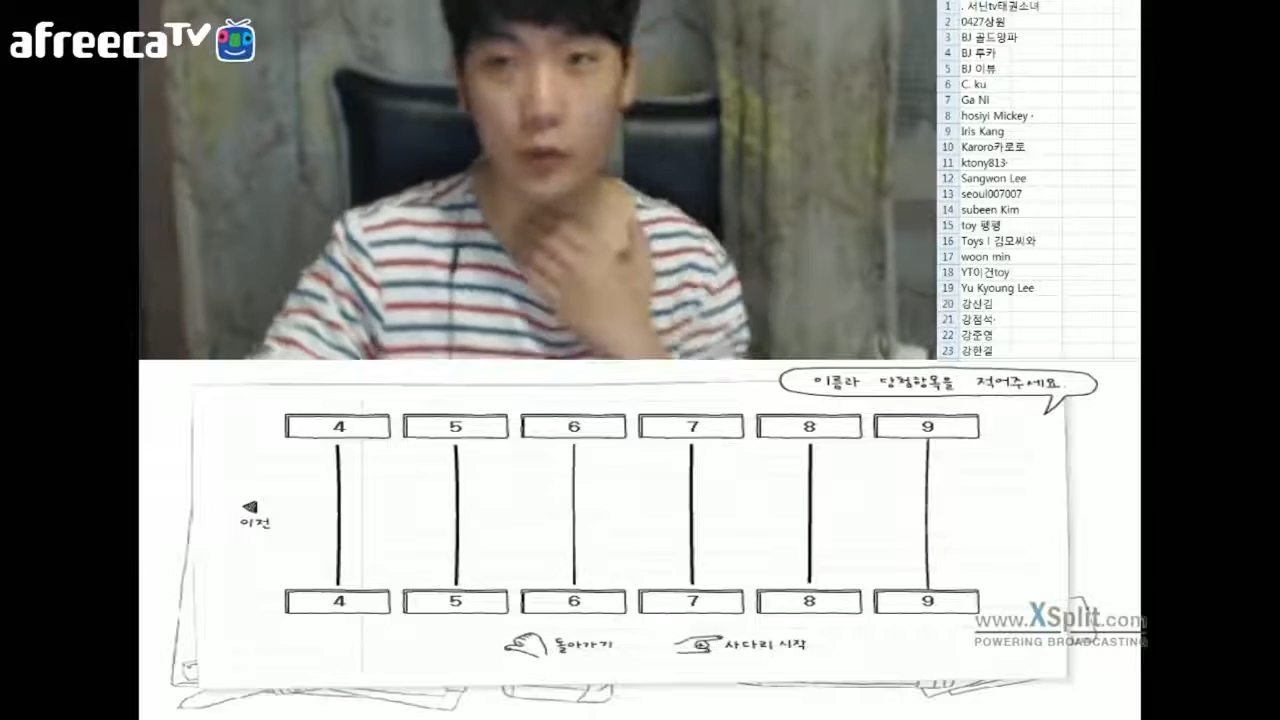 afreecaTV
1 . 서닌tv태권소녀
2 0427상원
3 BJ 골드망파
4 BJ 루카
5 BJ 이뷰
6 C. ku
7 Ga Ni
8 hosiyi Mickey ·
9 Iris Kang
10 Karoro카로로
11 ktony813·
12 Sangwon Lee
13 seoul007007
14 subeen Kim
15 toy 평평
16 Toys I 김모씨와
17 woon min
18 YT이건toy
19 Yu Kyoung Lee
20 강선김
21 강점석·
22 강준영
23 강한결
이름과 당첨항목을 적어주세요.
4 5 6 7 8 9
이전
4 5 6 7 8 9
돌아가기 사다리 시작
www.XSplit.com
POWERING BROADCASTING